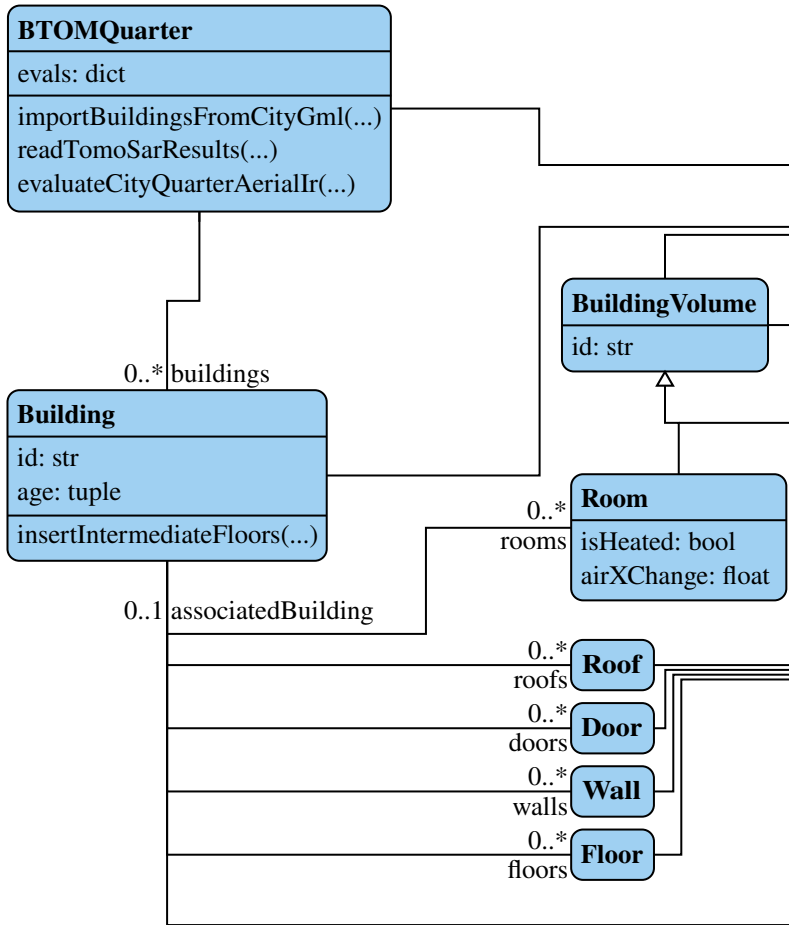 BTOMQuarter
evals: dict
importBuildingsFromCityGml(...)
readTomoSarResults(...)
evaluateCityQuarterAerialIr(...)
BuildingVolume
id: str
0..* buildings
Building
id: str
age: tuple
insertIntermediateFloors(...)
0..*
rooms
Room
isHeated: bool
airXChange: float
0..1 associatedBuilding
0..*
roofs
Roof
0..*
doors
Door
0..*
walls
Wall
0..*
floors
Floor